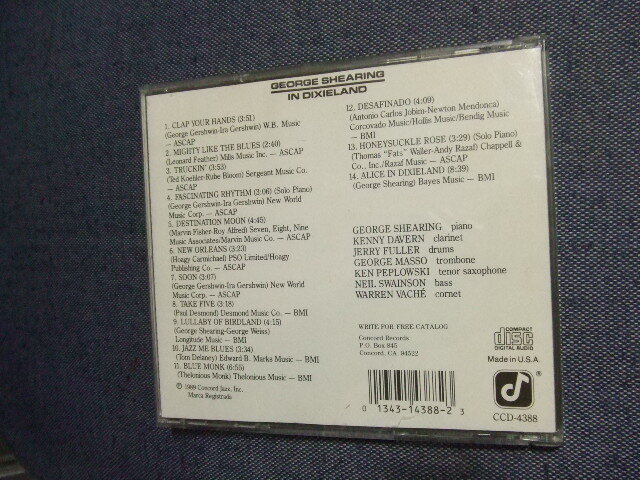 GEORGE SHEARING
IN DIXIELAND
1. CLAP YOUR HANDS (3:51)
(George Gershwin-Ira Gershwin) W.B. Music
— ASCAP
2. MIGHTY LIKE THE BLUES (2:40)
(Leonard Feather) Mills Music Inc. — ASCAP
3. TRUCKIN' (3:53)
(Ted Koehler-Rube Bloom) Sergeant Music Co.
— ASCAP
4. FASCINATING RHYTHM (3:06) (Solo Piano)
(George Gershwin-Ira Gershwin) New World
Music Corp. — ASCAP
5. DESTINATION MOON (4:45)
(Marvin Fisher-Roy Alfred) Seven, Eight, Nine
Music Associates/Marvin Music Co. — ASCAP
6. NEW ORLEANS (3:23)
(Hoagy Carmichael) PSO Limited/Hoagy
Publishing Co. — ASCAP
7. SOON (3:07)
(George Gershwin-Ira Gershwin) New World
Music Corp. — ASCAP
8. TAKE FIVE (3:18)
(Paul Desmond) Desmond Music Co. — BMI
9. LULLABY OF BIRDLAND (4:15)
(George Shearing-George Weiss)
Longitude Music — BMI
10. JAZZ ME BLUES (3:34)
(Tom Delaney) Edward B. Marks Music — BMI
11. BLUE MONK (6:55)
(Thelonious Monk) Thelonious Music — BMI
℗ 1989 Concord Jazz, Inc.
Marca Registrada
12. DESAFINADO (4:09)
(Antonio Carlos Jobim-Newton Mendonca)
Corcovado Music/Hollis Music/Bendig Music
— BMI
13. HONEYSUCKLE ROSE (3:29) (Solo Piano)
(Thomas "Fats" Waller-Andy Razaf) Chappell &
Co., Inc./Razaf Music — ASCAP
14. ALICE IN DIXIELAND (8:39)
(George Shearing) Bayes Music — BMI
GEORGE SHEARING piano
KENNY DAVERN clarinet
JERRY FULLER drums
GEORGE MASSO trombone
KEN PEPLOWSKI tenor saxophone
NEIL SWAINSON bass
WARREN VACHÉ cornet
WRITE FOR FREE CATALOG
Concord Records
P.O. Box 845
Concord, CA 94522
COMPACT
disc
DIGITAL AUDIO
Made in U.S.A.
0 1343-14388-2 3
®
CCD-4388